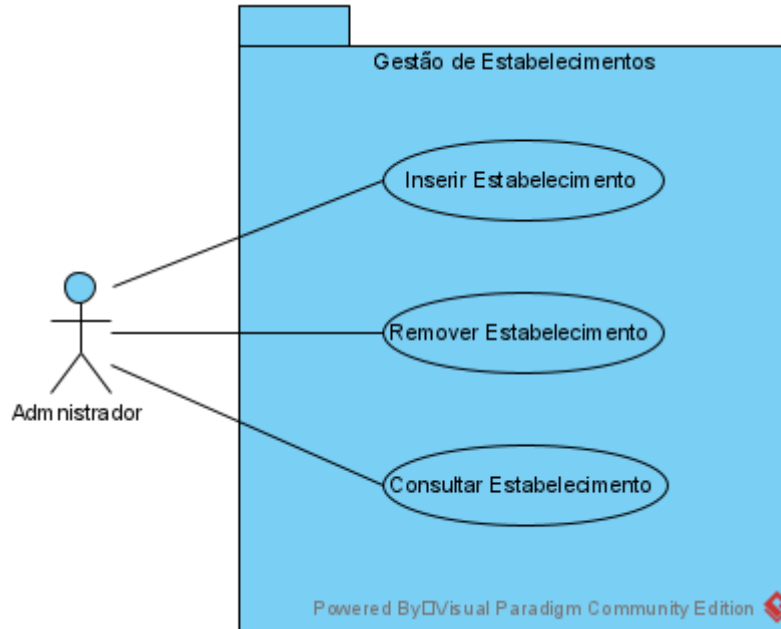 Gestão de Estabelecimentos
Inserir Estabelecimento
Remover Estabelecimento
Admnistrador
Consultar Estabelecimento
Powered By□Visual Paradigm Community Edition